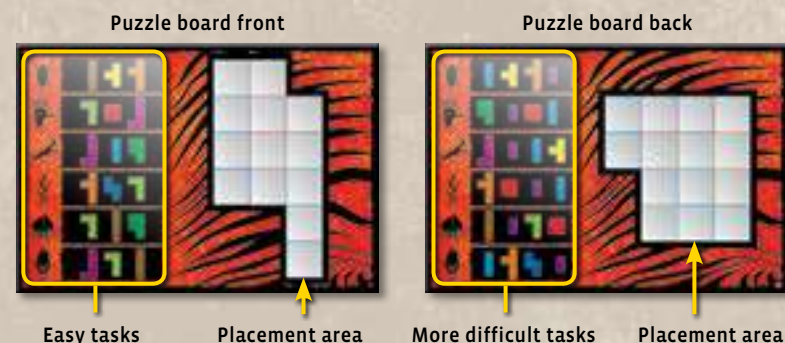 Puzzle board front
Puzzle board back
Easy tasks
Placement area
More difficult tasks
Placement area